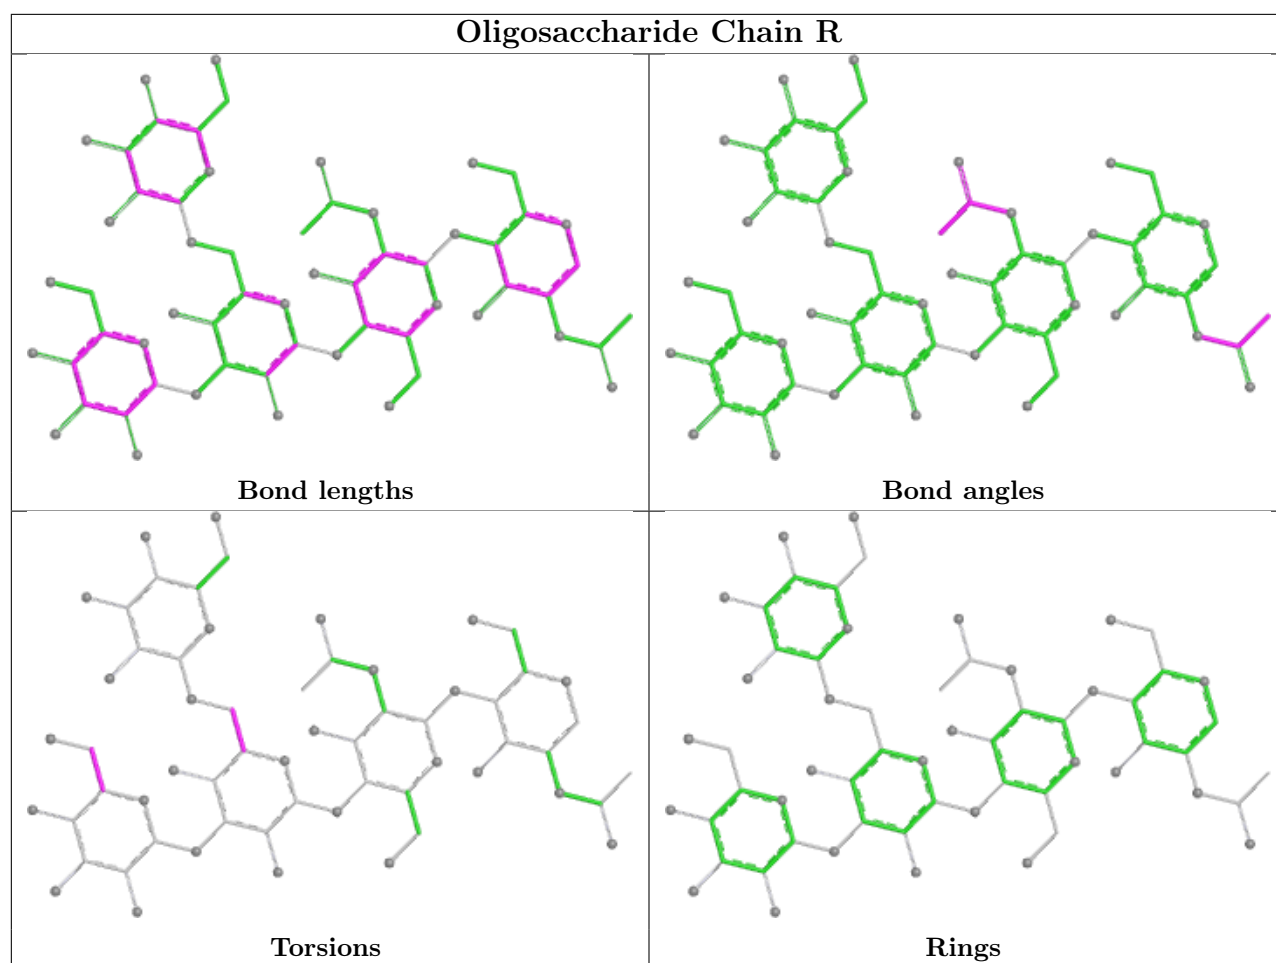 Oligosaccharide Chain R
Bond lengths
Bond angles
Torsions
Rings